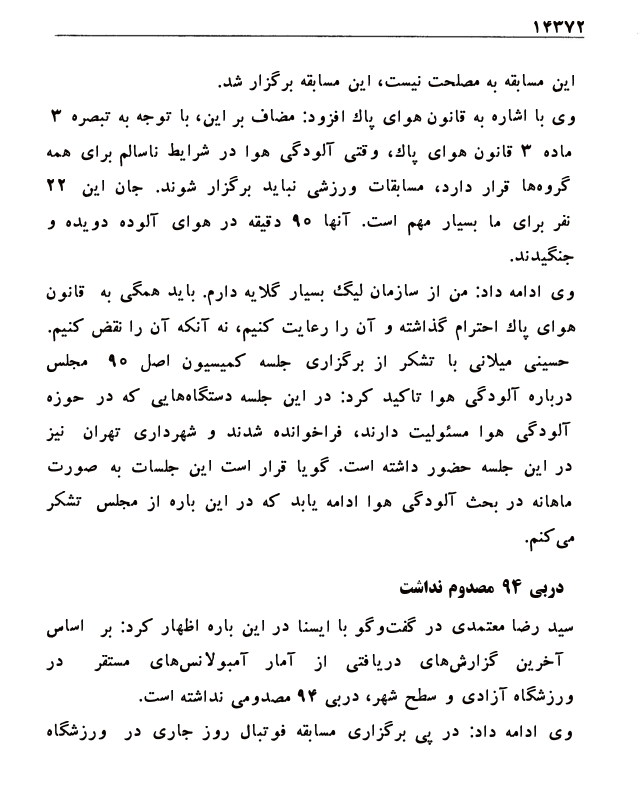 ۱۴۳۷۲
این مسابقه به مصلحت نیست، این مسابقه برگزار شد.
وی با اشاره به قانون هوای پاك افزود: مضاف بر این، با توجه به تبصره ۳
ماده ۳ قانون هوای پاك، وقتی آلودگی هوا در شرایط ناسالم برای همه
گروه‌ها قرار دارد، مسابقات ورزشی نباید برگزار شوند. جان این ۲۲
نفر برای ما بسیار مهم است. آنها ۹۰ دقیقه در هوای آلوده دویده و
جنگیدند.
وی ادامه داد: من از سازمان لیگ بسیار گلایه دارم. باید همگی به قانون
هوای پاك احترام گذاشته و آن را رعایت کنیم، نه آنکه آن را نقض کنیم.
حسینی میلانی با تشکر از برگزاری جلسه کمیسیون اصل ۹۰ مجلس
درباره آلودگی هوا تاکید کرد: در این جلسه دستگاه‌هایی که در حوزه
آلودگی هوا مسئولیت دارند، فراخوانده شدند و شهرداری تهران نیز
در این جلسه حضور داشته است. گویا قرار است این جلسات به صورت
ماهانه در بحث آلودگی هوا ادامه یابد که در این باره از مجلس تشکر
می‌کنم.
دربی ۹۴ مصدوم نداشت
سید رضا معتمدی در گفت‌وگو با ایسنا در این باره اظهار کرد: بر اساس
آخرین گزارش‌های دریافتی از آمار آمبولانس‌های مستقر در
ورزشگاه آزادی و سطح شهر، دربی ۹۴ مصدومی نداشته است.
وی ادامه داد: در پی برگزاری مسابقه فوتبال روز جاری در ورزشگاه